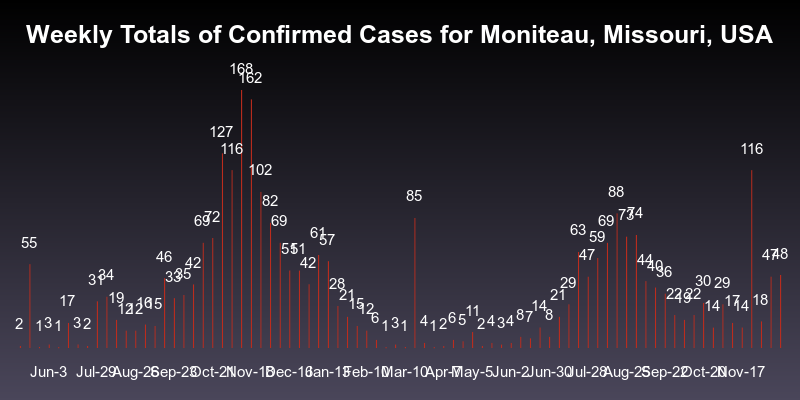 Weekly Totals of Confirmed Cases for Moniteau, Missouri, USA
2 55 1 3 1 17 3 2 31 34 19 12 12 16 15 46 33 35 42 69 72 127 116 168 162 102 82 69 51 51 42 61 57 28 21 15 12 6 1 3 1 85 4 1 2 6 5 11 2 4 3 4 8 7 14 8 21 29 63 47 59 69 88 73 74 44 40 36 22 19 22 30 14 29 17 14 116 18 47 48
Jun-3 Jul-29 Aug-26 Sep-23 Oct-21 Nov-18 Dec-16 Jan-13 Feb-10 Mar-10 Apr-7 May-5 Jun-2 Jun-30 Jul-28 Aug-25 Sep-22 Oct-20 Nov-17